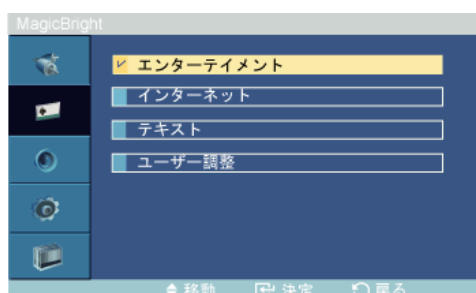 MagicBright
エンターテイメント
インターネット
テキスト
ユーザー調整
移動 決定 戻る